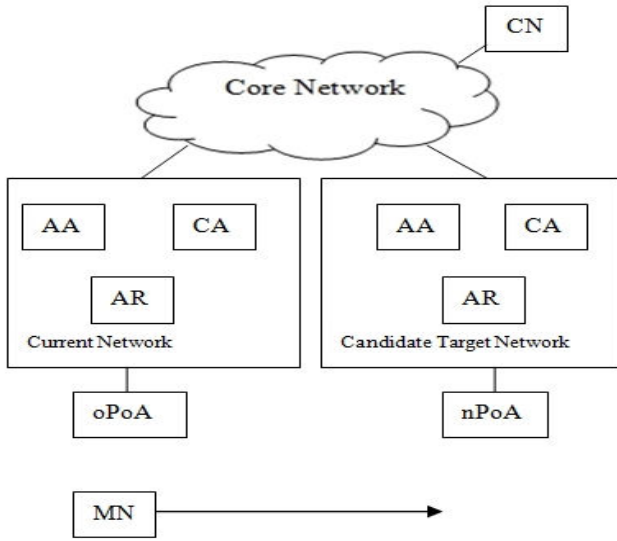 CN
Core Network
AA
CA
AR
Current Network
AA
CA
AR
Candidate Target Network
oPoA
nPoA
MN